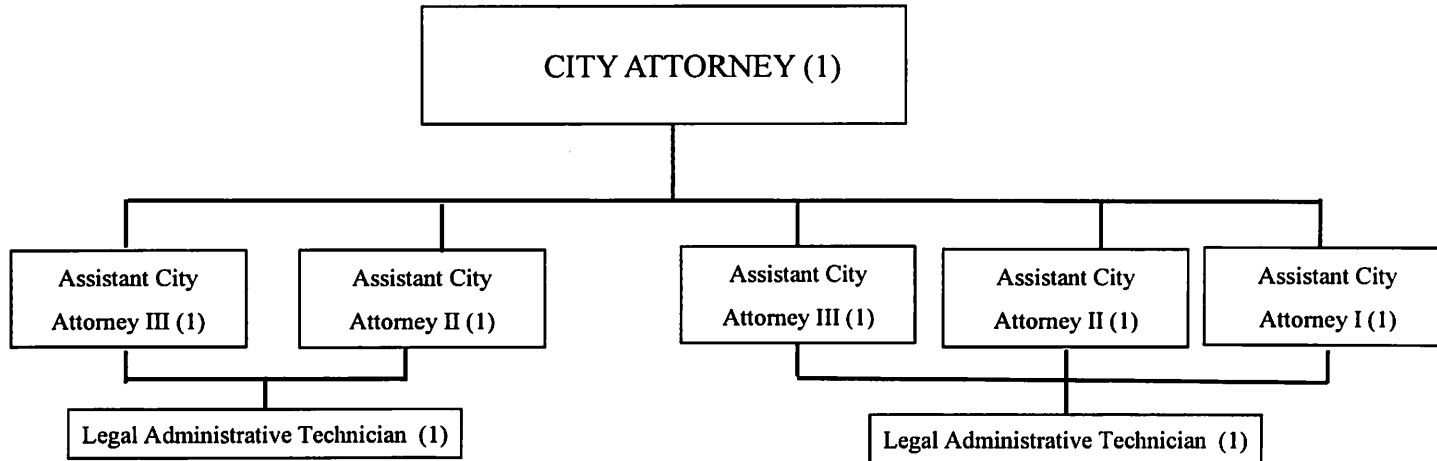 CITY ATTORNEY (1)
Assistant City
Attorney III (1)
Assistant City
Attorney II (1)
Assistant City
Attorney III (1)
Assistant City
Attorney II (1)
Assistant City
Attorney I (1)
Legal Administrative Technician (1)
Legal Administrative Technician (1)